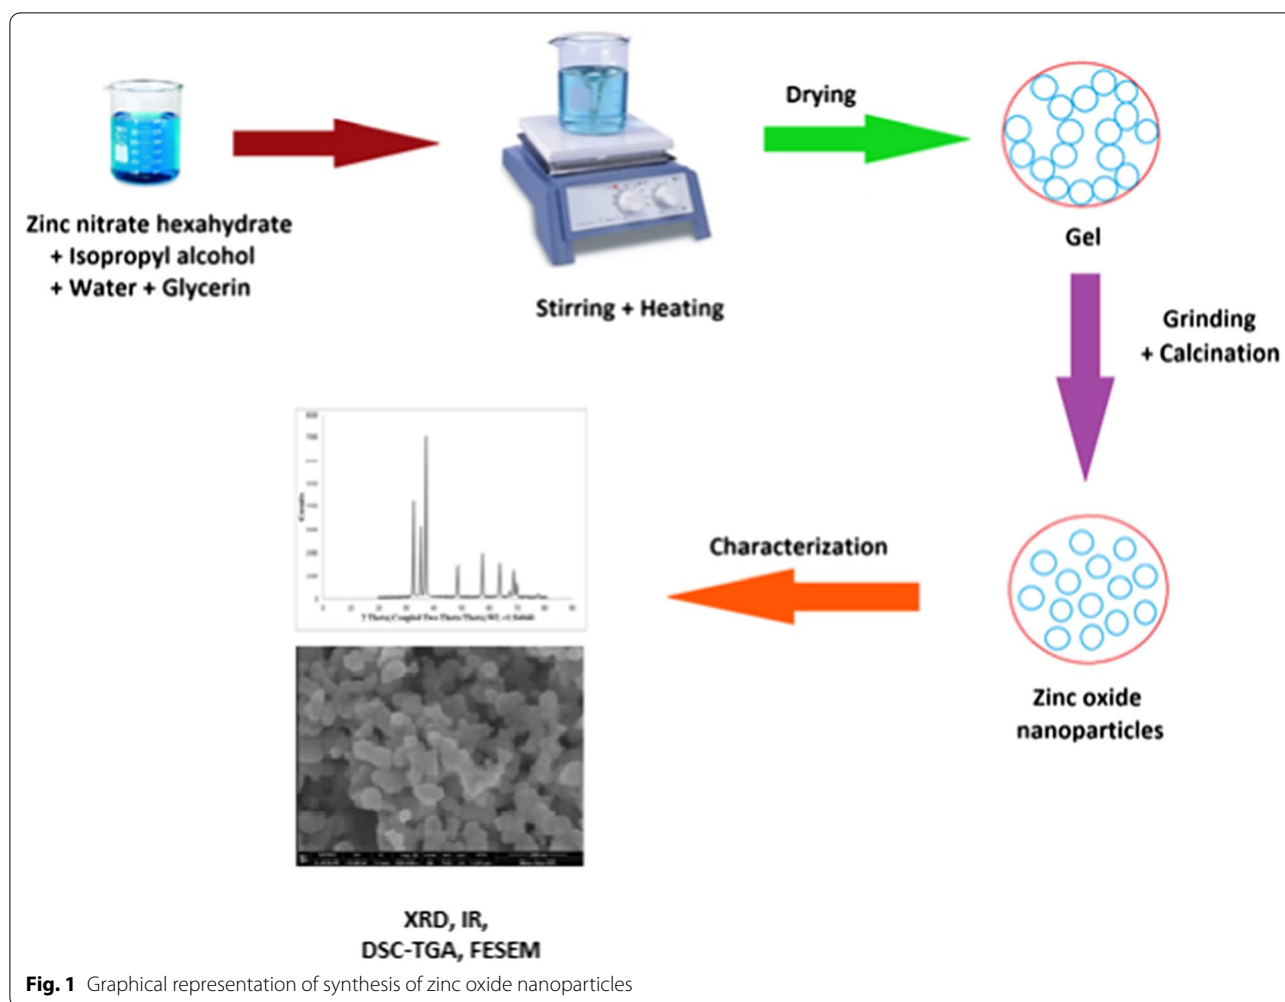 Zinc nitrate hexahydrate
+ Isopropyl alcohol
+ Water + Glycerin
Stirring + Heating
Drying
Gel
Grinding
+ Calcination
Zinc oxide
nanoparticles
Characterization
Counts
XRD, IR,
DSC-TGA, FESEM
Fig. 1 Graphical representation of synthesis of zinc oxide nanoparticles